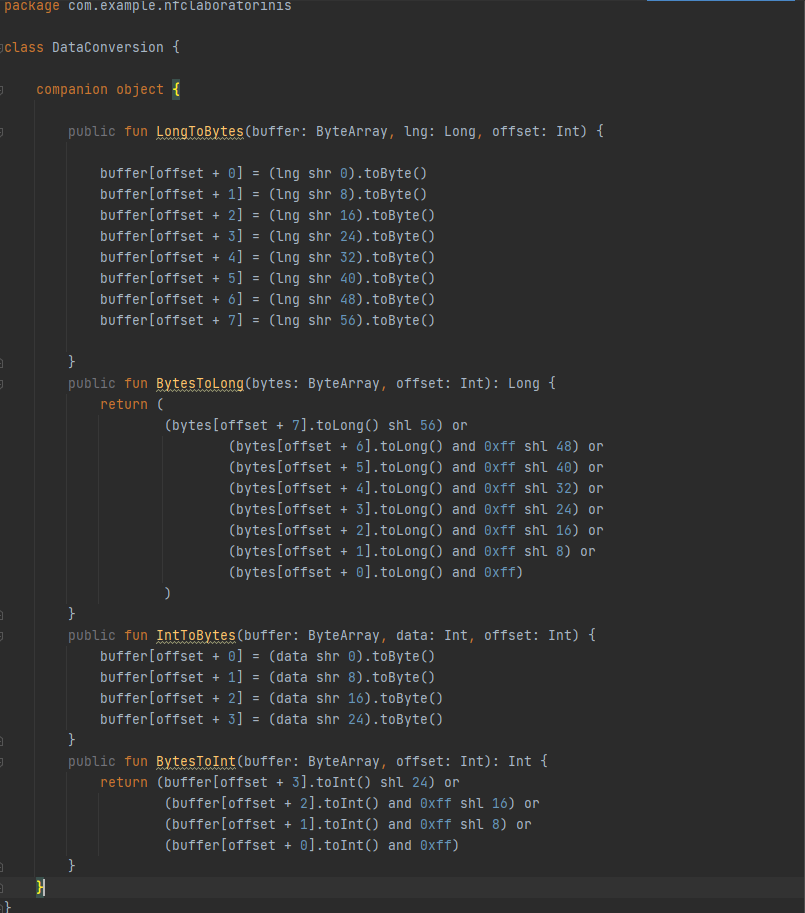 package com.example.nfclaboratorinis
class DataConversion {
companion object {
public fun LongToBytes(buffer: ByteArray, lng: Long, offset: Int) {
buffer[offset + 0] = (lng shr 0).toByte()
buffer[offset + 1] = (lng shr 8).toByte()
buffer[offset + 2] = (lng shr 16).toByte()
buffer[offset + 3] = (lng shr 24).toByte()
buffer[offset + 4] = (lng shr 32).toByte()
buffer[offset + 5] = (lng shr 40).toByte()
buffer[offset + 6] = (lng shr 48).toByte()
buffer[offset + 7] = (lng shr 56).toByte()
}
public fun BytesToLong(bytes: ByteArray, offset: Int): Long {
return (
(bytes[offset + 7].toLong() shl 56) or
(bytes[offset + 6].toLong() and 0xff shl 48) or
(bytes[offset + 5].toLong() and 0xff shl 40) or
(bytes[offset + 4].toLong() and 0xff shl 32) or
(bytes[offset + 3].toLong() and 0xff shl 24) or
(bytes[offset + 2].toLong() and 0xff shl 16) or
(bytes[offset + 1].toLong() and 0xff shl 8) or
(bytes[offset + 0].toLong() and 0xff)
)
}
public fun IntToBytes(buffer: ByteArray, data: Int, offset: Int) {
buffer[offset + 0] = (data shr 0).toByte()
buffer[offset + 1] = (data shr 8).toByte()
buffer[offset + 2] = (data shr 16).toByte()
buffer[offset + 3] = (data shr 24).toByte()
}
public fun BytesToInt(buffer: ByteArray, offset: Int): Int {
return (buffer[offset + 3].toInt() shl 24) or
(buffer[offset + 2].toInt() and 0xff shl 16) or
(buffer[offset + 1].toInt() and 0xff shl 8) or
(buffer[offset + 0].toInt() and 0xff)
}
}
}